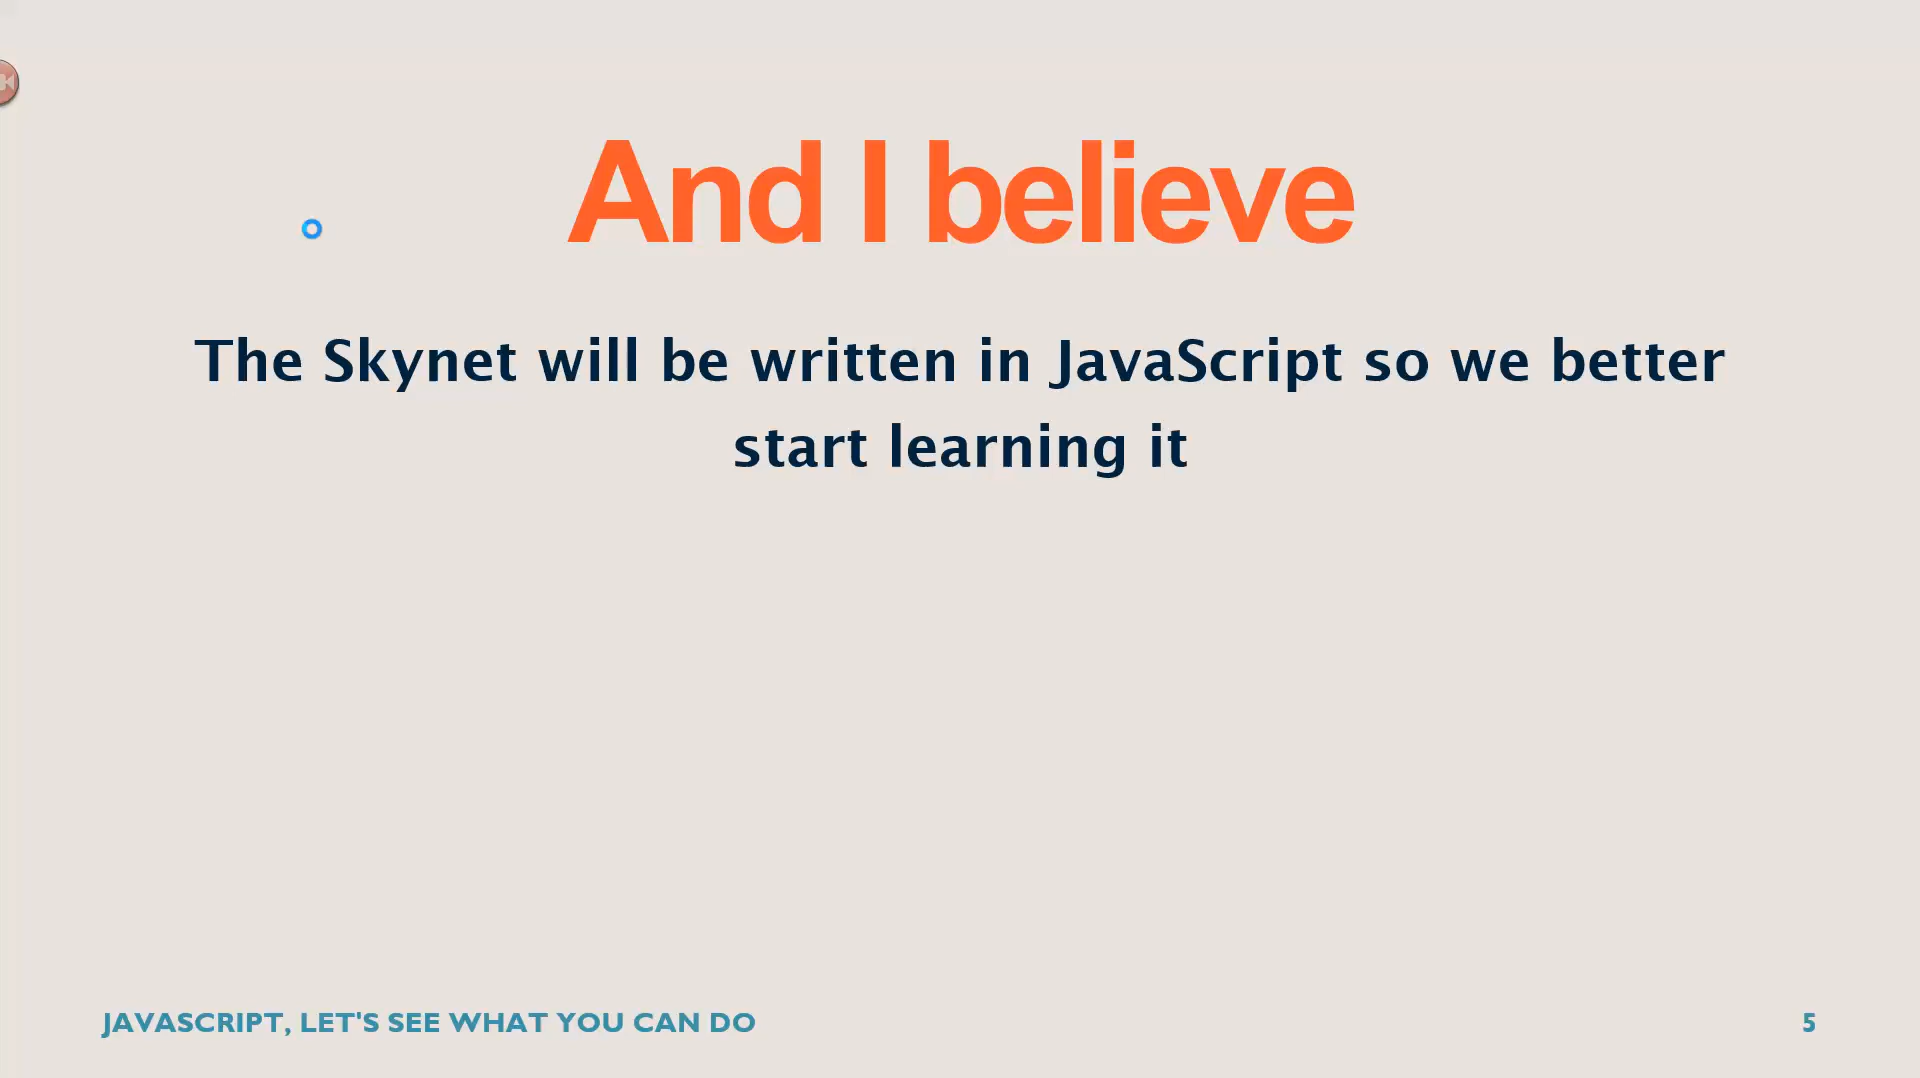 And I believe
The Skynet will be written in JavaScript so we better
start learning it
JAVASCRIPT, LET'S SEE WHAT YOU CAN DO
5